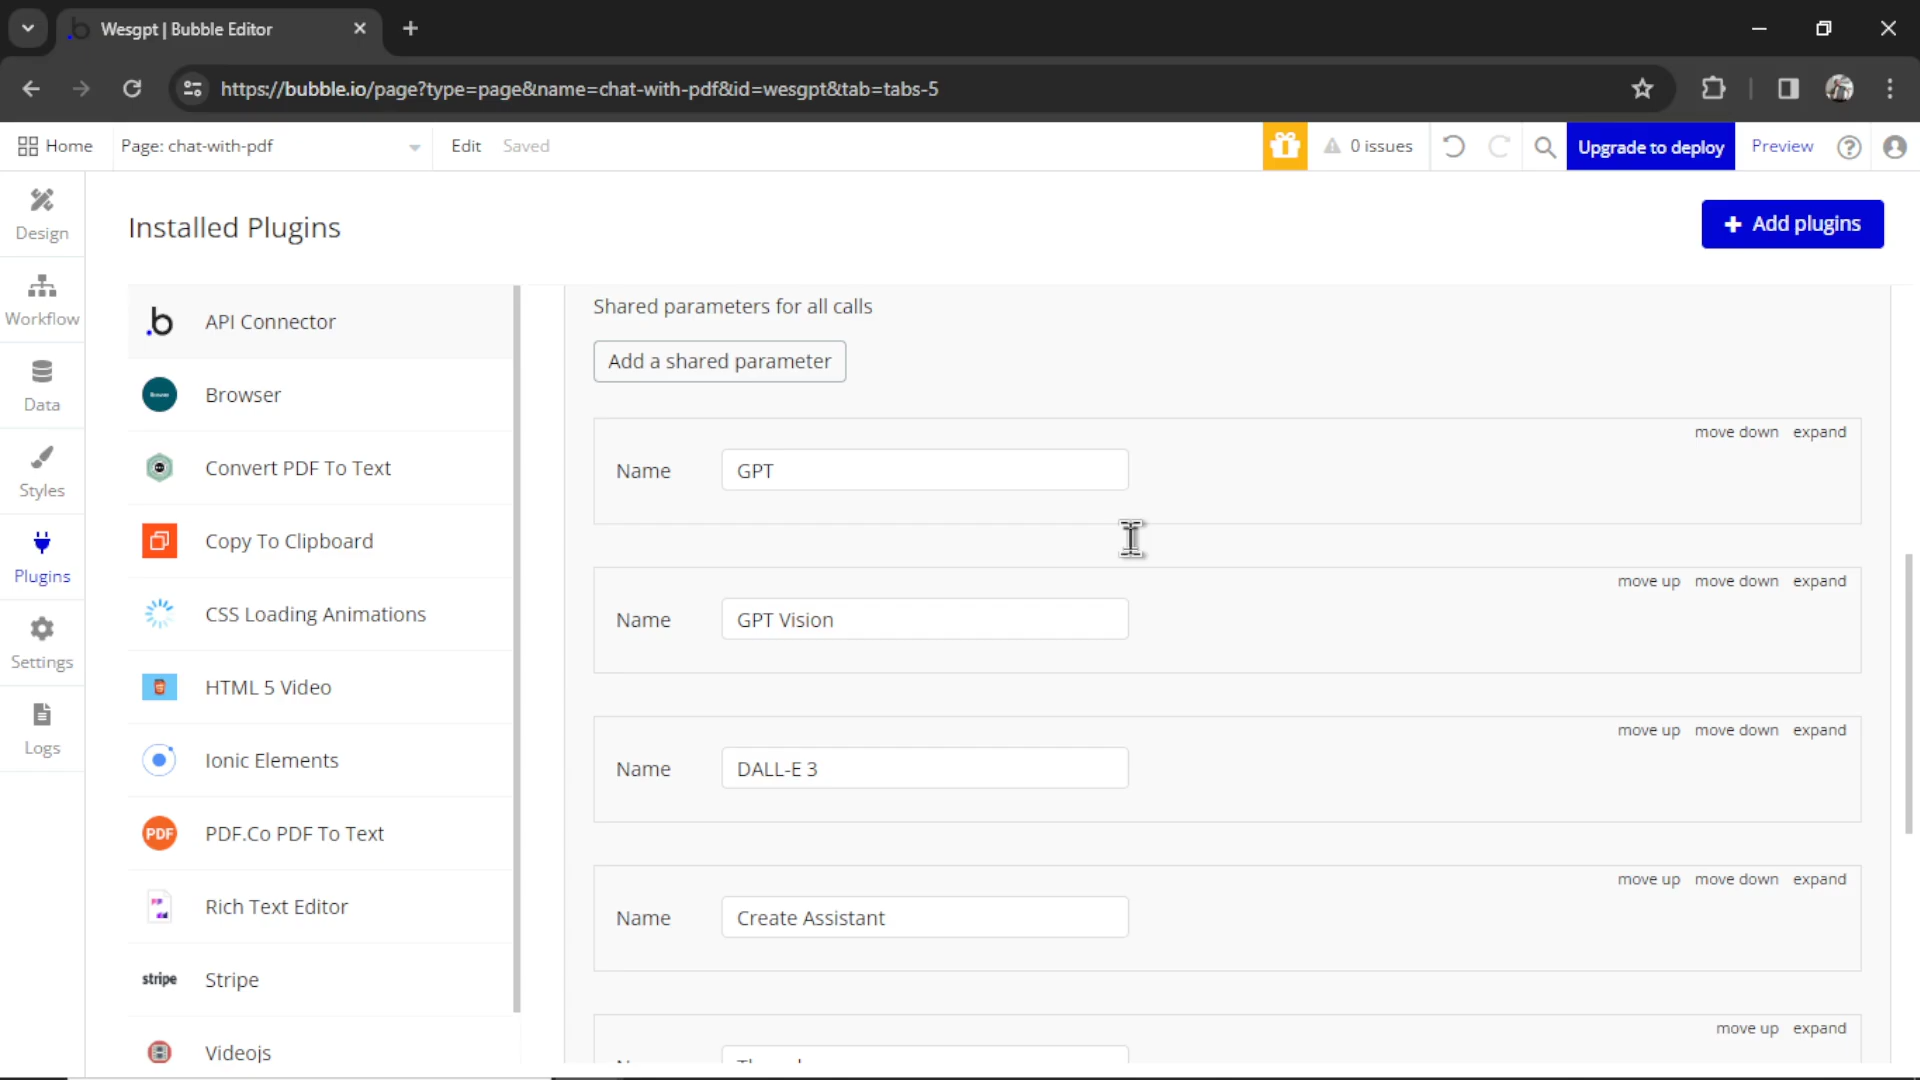 Wesgpt | Bubble Editor
https://bubble.io/page?type=page&name=chat-with-pdf&id=wesgpt&tab=tabs-5
Home
Page: chat-with-pdf
Edit
Saved
0 issues
Upgrade to deploy
Preview
Design
Workflow
Data
Styles
Plugins
Settings
Logs
Installed Plugins
Add plugins
API Connector
Browser
Convert PDF To Text
Copy To Clipboard
CSS Loading Animations
HTML 5 Video
Ionic Elements
PDF PDF.Co PDF To Text
Rich Text Editor
stripe Stripe
Videojs
Shared parameters for all calls
Add a shared parameter
move down expand
Name GPT
move up move down expand
Name GPT Vision
move up move down expand
Name DALL-E 3
move up move down expand
Name Create Assistant
move up expand